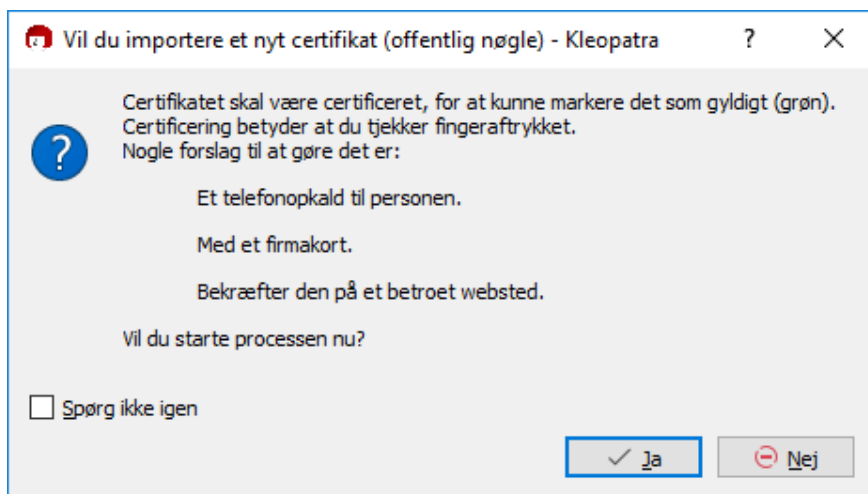 Vil du importere et nyt certifikat (offentlig nøgle) - Kleopatra
Certifikatet skal være certificeret, for at kunne markere det som gyldigt (grøn).
Certificering betyder at du tjekker fingeraftrykket.
Nogle forslag til at gøre det er:
Et telefonopkald til personen.
Med et firmakort.
Bekræfter den på et betroet websted.
Vil du starte processen nu?
Spørg ikke igen
Ja
Nej